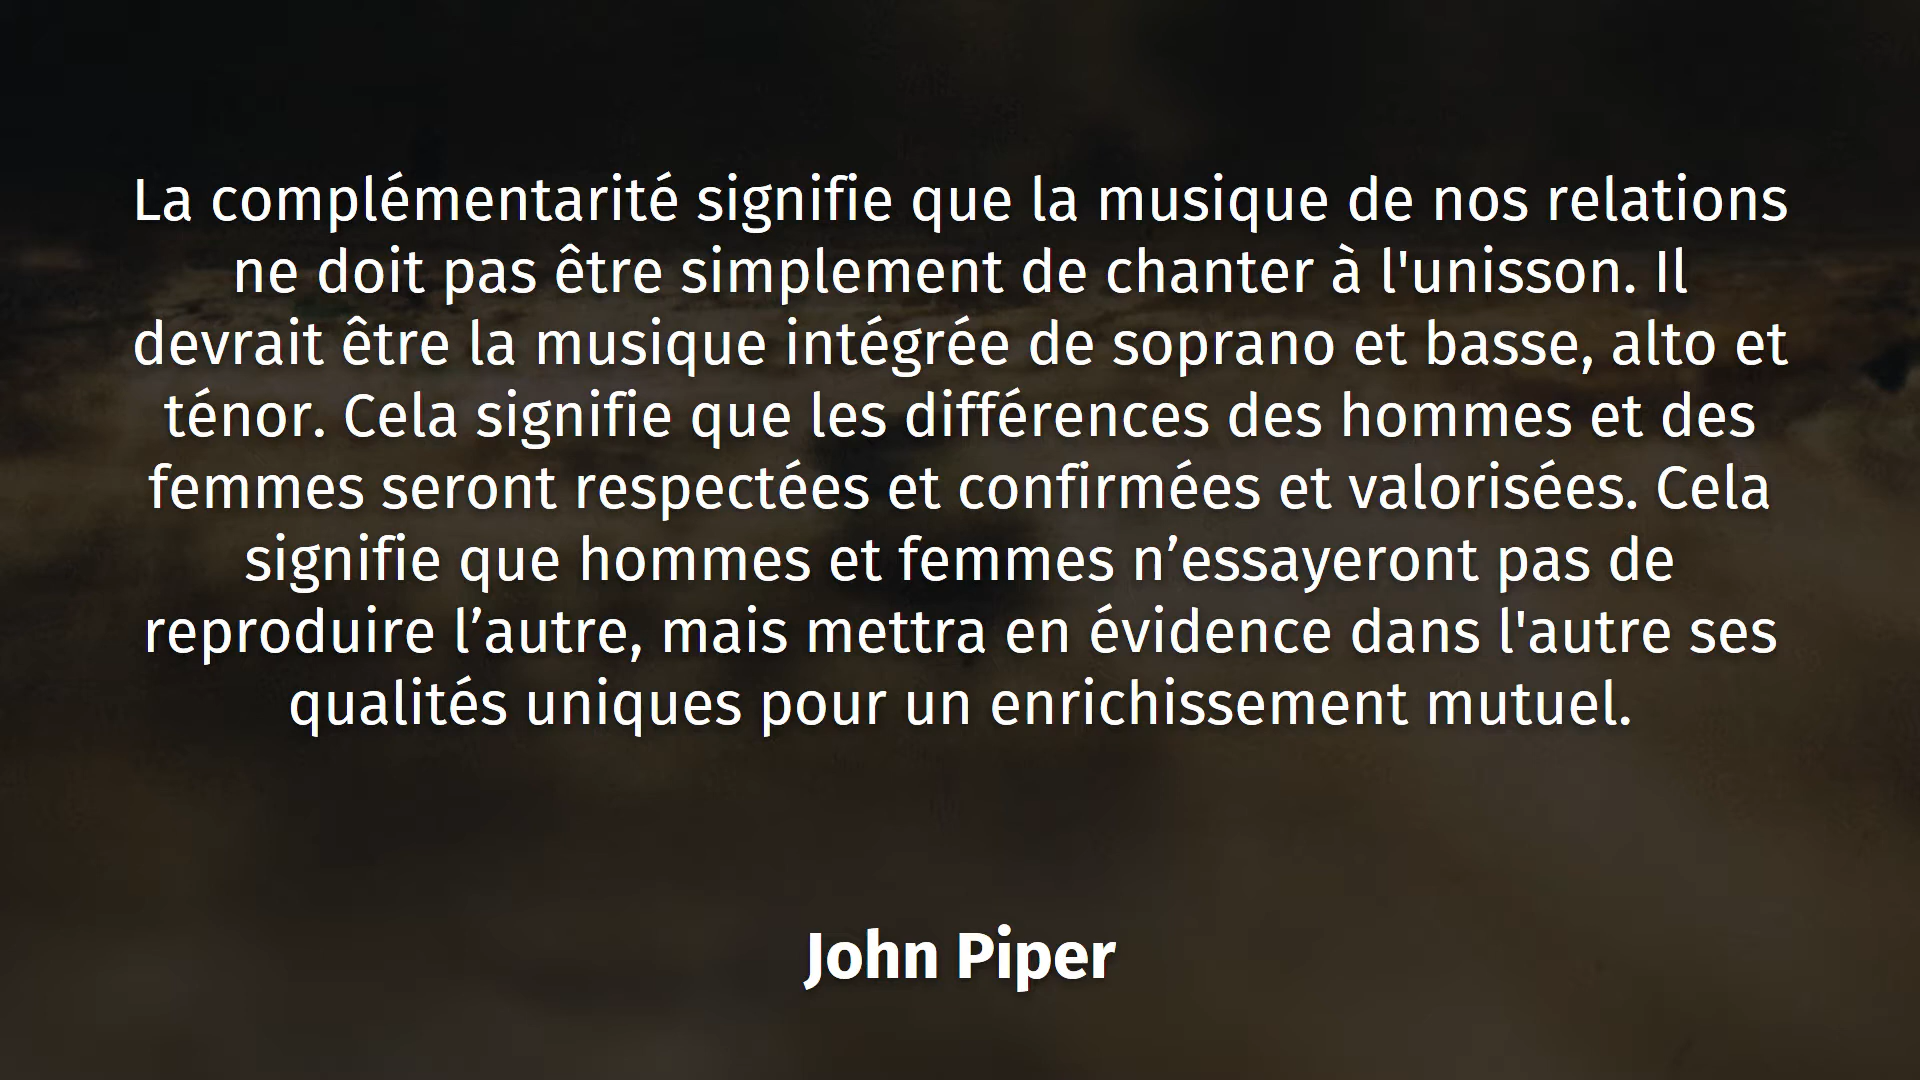 La complémentarité signifie que la musique de nos relations
ne doit pas être simplement de chanter à l'unisson. Il
devrait être la musique intégrée de soprano et basse, alto et
ténor. Cela signifie que les différences des hommes et des
femmes seront respectées et confirmées et valorisées. Cela
signifie que hommes et femmes n’essayeront pas de
reproduire l’autre, mais mettra en évidence dans l'autre ses
qualités uniques pour un enrichissement mutuel.
John Piper